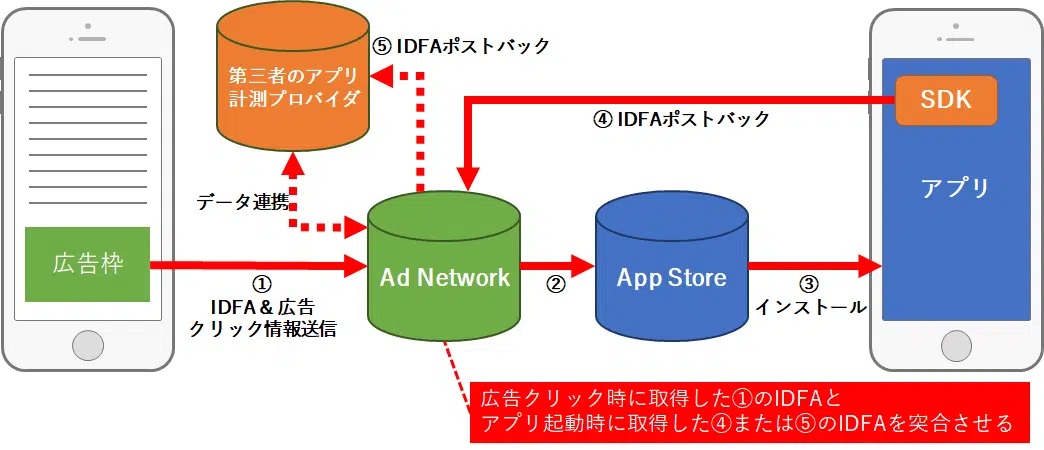 ⑤ IDFAポストバック
第三者のアプリ
計測プロバイダ
SDK
④ IDFAポストバック
アプリ
データ連携
広告枠
①
IDFA & 広告
クリック情報送信
Ad Network
②
App Store
③
インストール
広告クリック時に取得した①のIDFAと
アプリ起動時に取得した④または⑤のIDFAを突合させる